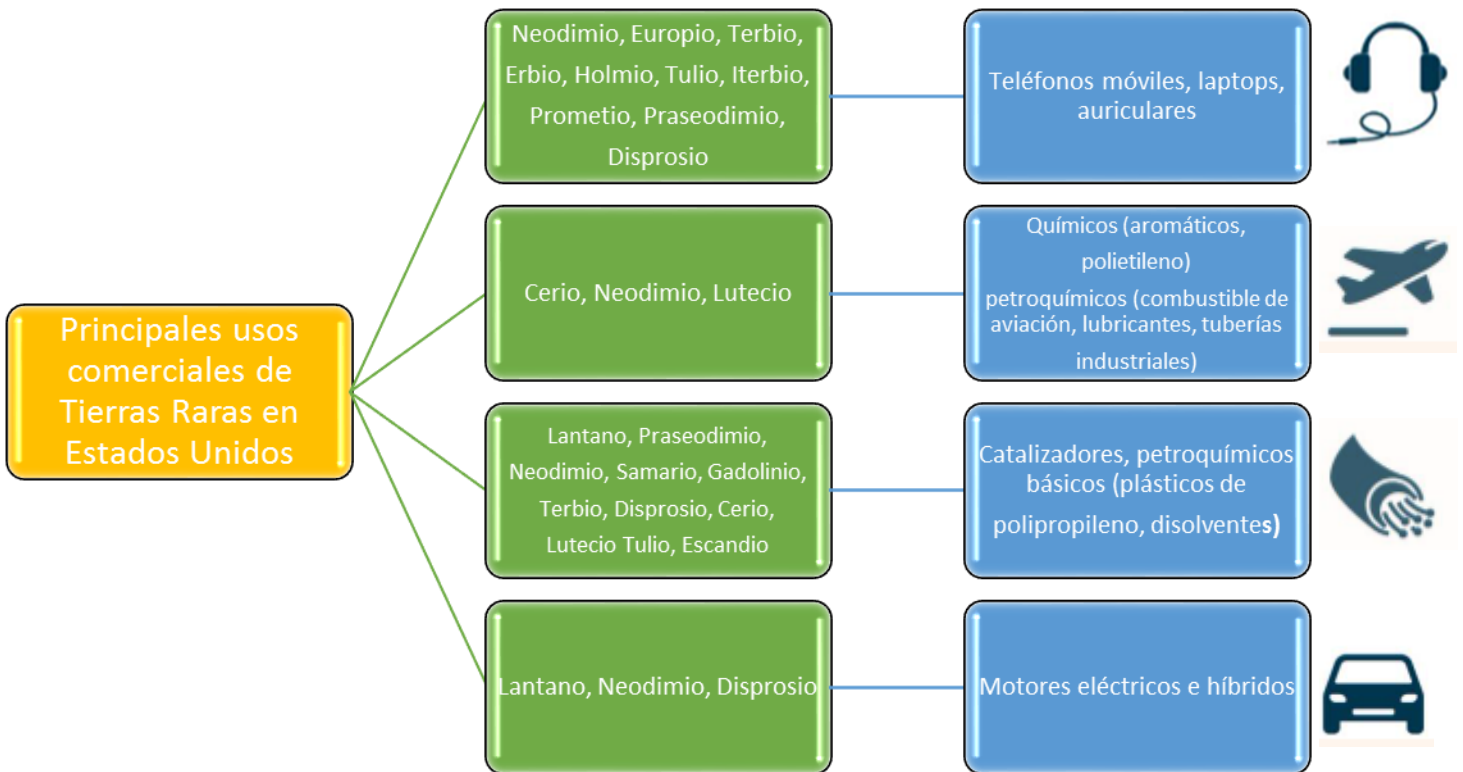 Principales usos
comerciales de
Tierras Raras en
Estados Unidos
Neodimio, Europio, Terbio,
Erbio, Holmio, Tulio, Iterbio,
Prometio, Praseodimio,
Disprosio
Teléfonos móviles, laptops,
auriculares
Cerio, Neodimio, Lutecio
Químicos (aromáticos,
polietileno)
petroquímicos (combustible de
aviación, lubricantes, tuberías
industriales)
Lantano, Praseodimio,
Neodimio, Samario, Gadolinio,
Terbio, Disprosio, Cerio,
Lutecio Tulio, Escandio
Catalizadores, petroquímicos
básicos (plásticos de
polipropileno, disolventes)
Lantano, Neodimio, Disprosio
Motores eléctricos e híbridos